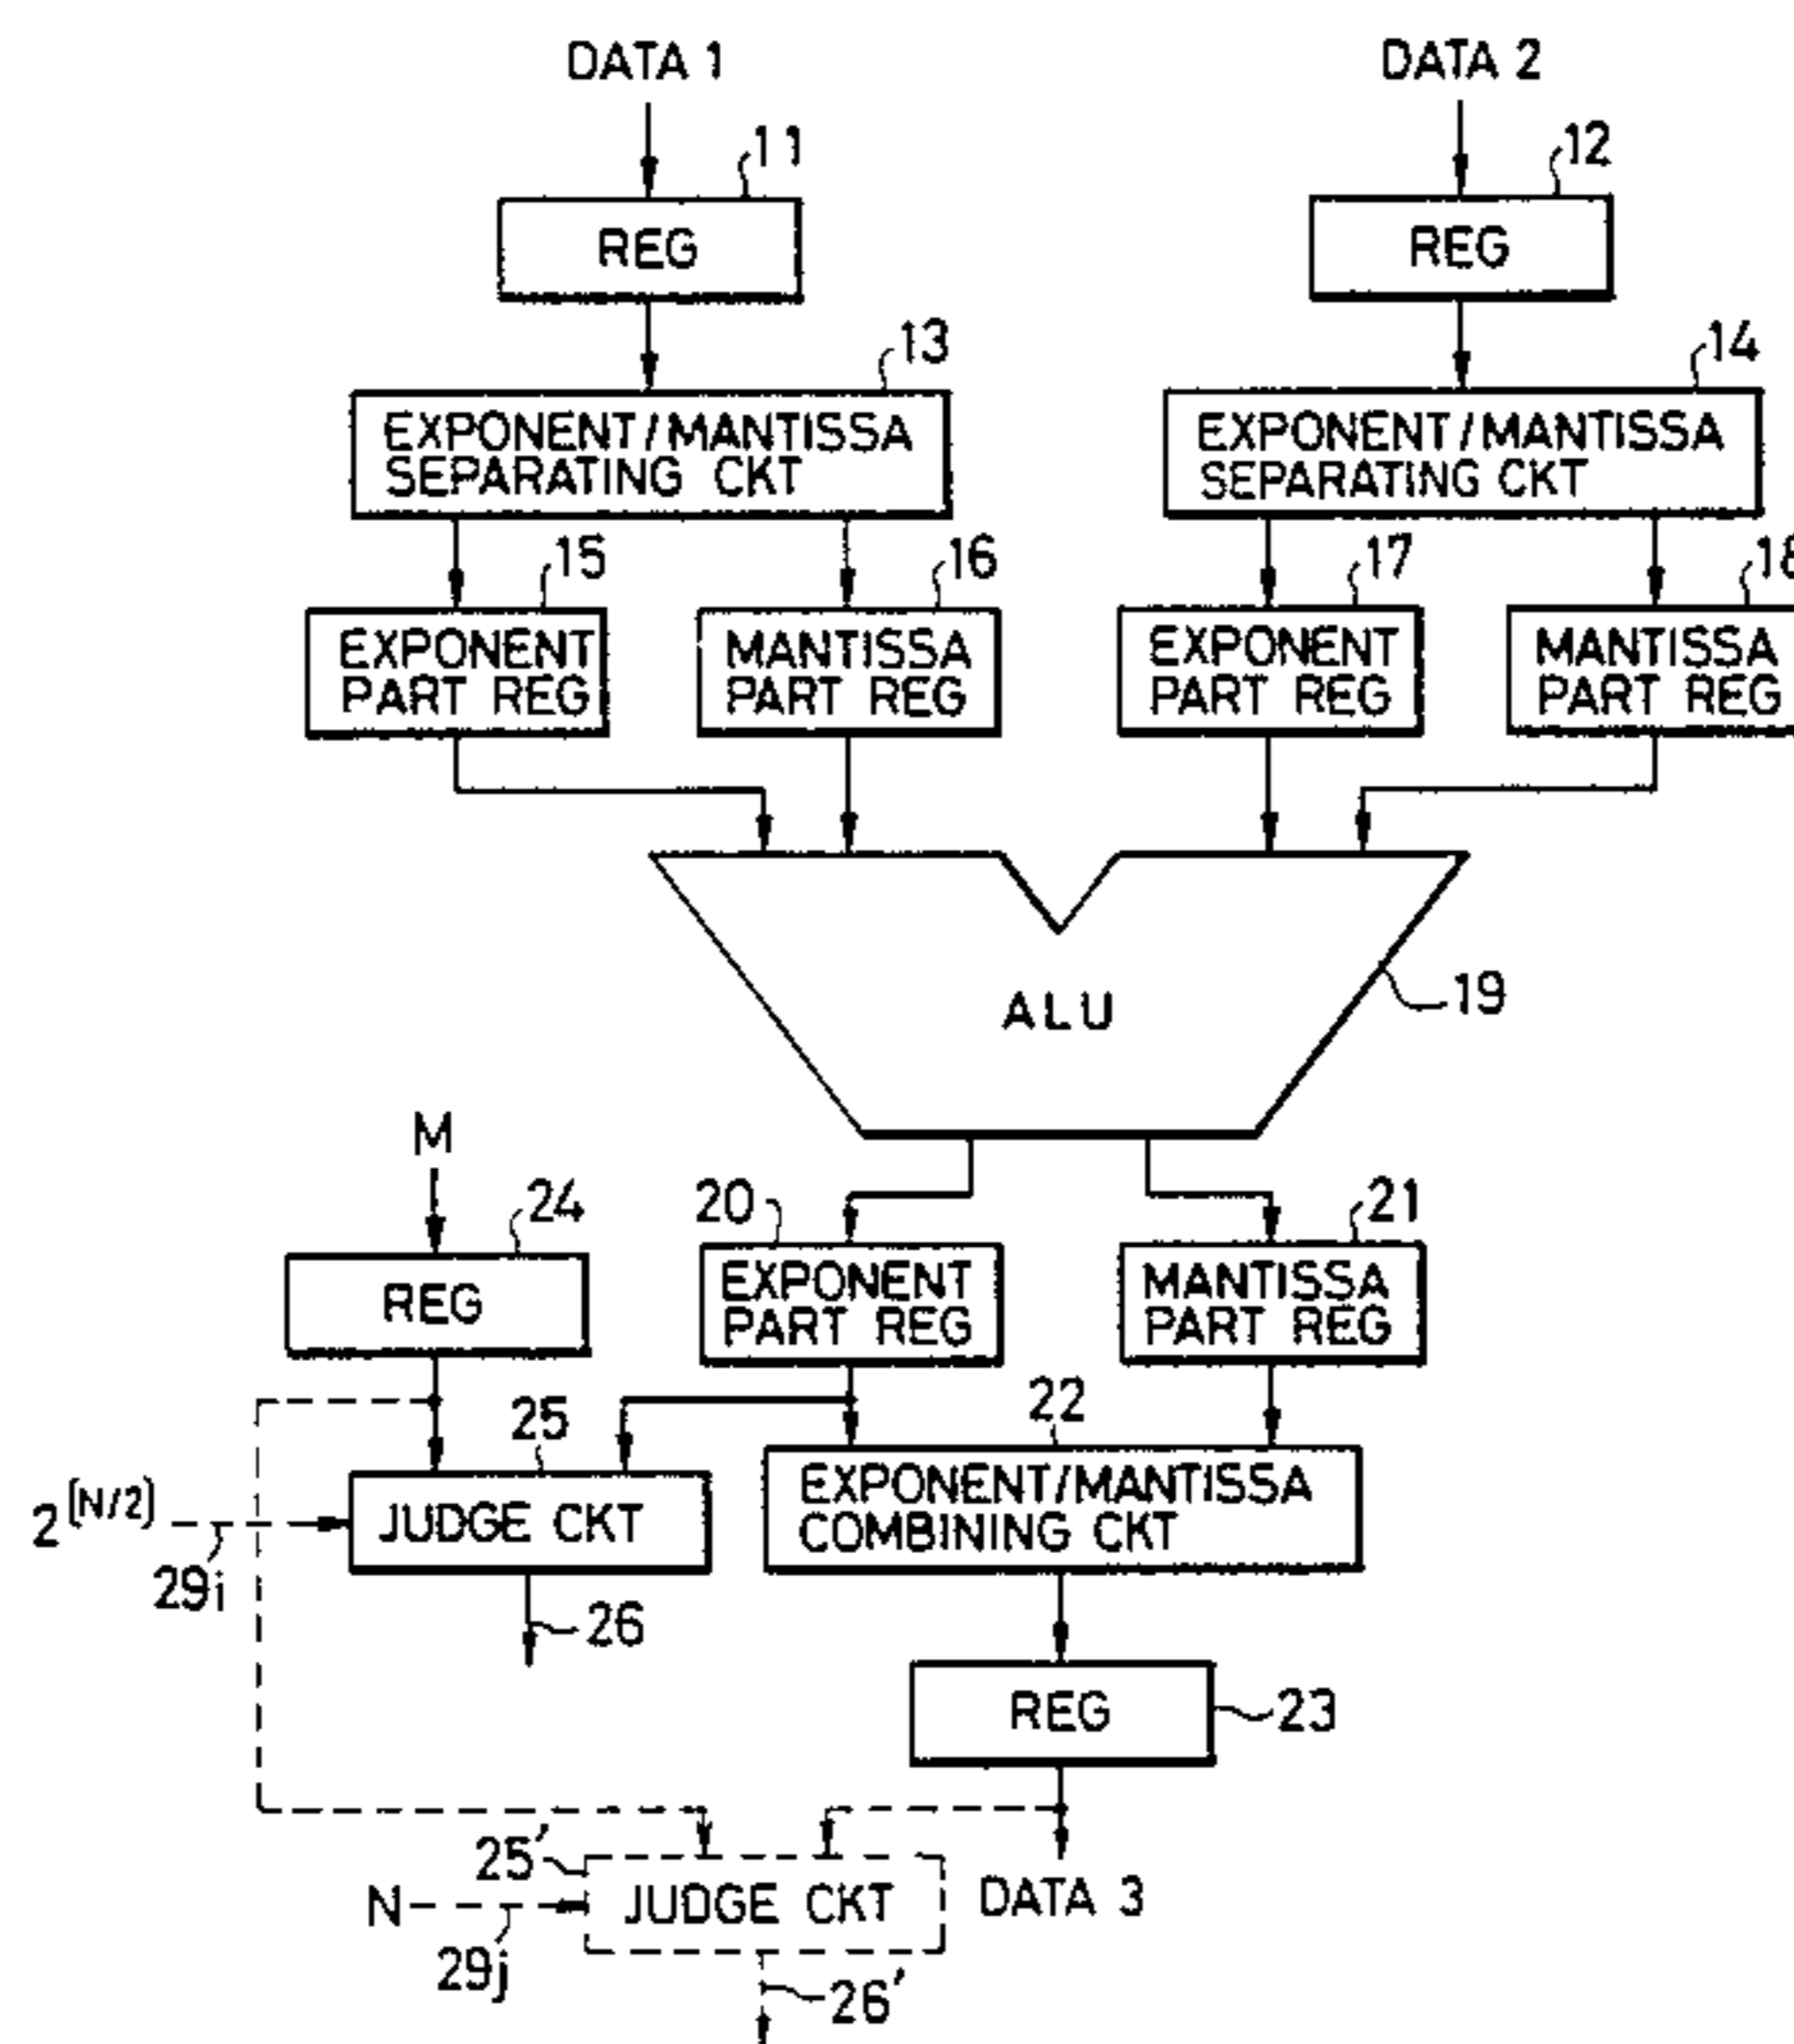 DATA 1
DATA 2
11
12
REG
REG
13
14
EXPONENT/MANTISSA
SEPARATING CKT
EXPONENT/MANTISSA
SEPARATING CKT
15
16
17
18
EXPONENT
PART REG
MANTISSA
PART REG
EXPONENT
PART REG
MANTISSA
PART REG
ALU
19
M
24
20
21
REG
EXPONENT
PART REG
MANTISSA
PART REG
25
22
2^[N/2]
JUDGE CKT
EXPONENT/MANTISSA
COMBINING CKT
29i
26
REG
23
25'
N
JUDGE CKT
DATA 3
29j
26'